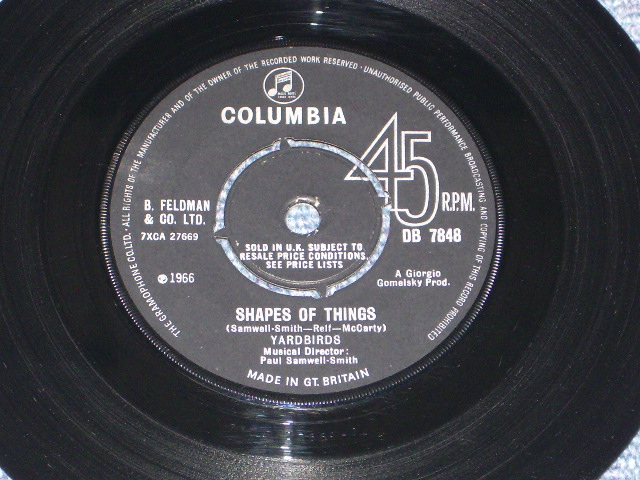 THE GRAMOPHONE CO. LTD. · ALL RIGHTS OF THE MANUFACTURER AND OF THE OWNER OF THE RECORDED WORK RESERVED · UNAUTHORISED PUBLIC PERFORMANCE BROADCASTING AND COPYING OF THIS RECORD PROHIBITED
COLUMBIA
45 R.P.M.
B. FELDMAN
& CO. LTD.
7XCA 27669
DB 7848
SOLD IN U.K. SUBJECT TO
RESALE PRICE CONDITIONS,
SEE PRICE LISTS
℗ 1966
A Giorgio
Gomelsky Prod.
SHAPES OF THINGS
(Samwell-Smith—Relf—McCarty)
YARDBIRDS
Musical Director:
Paul Samwell-Smith
MADE IN GT. BRITAIN